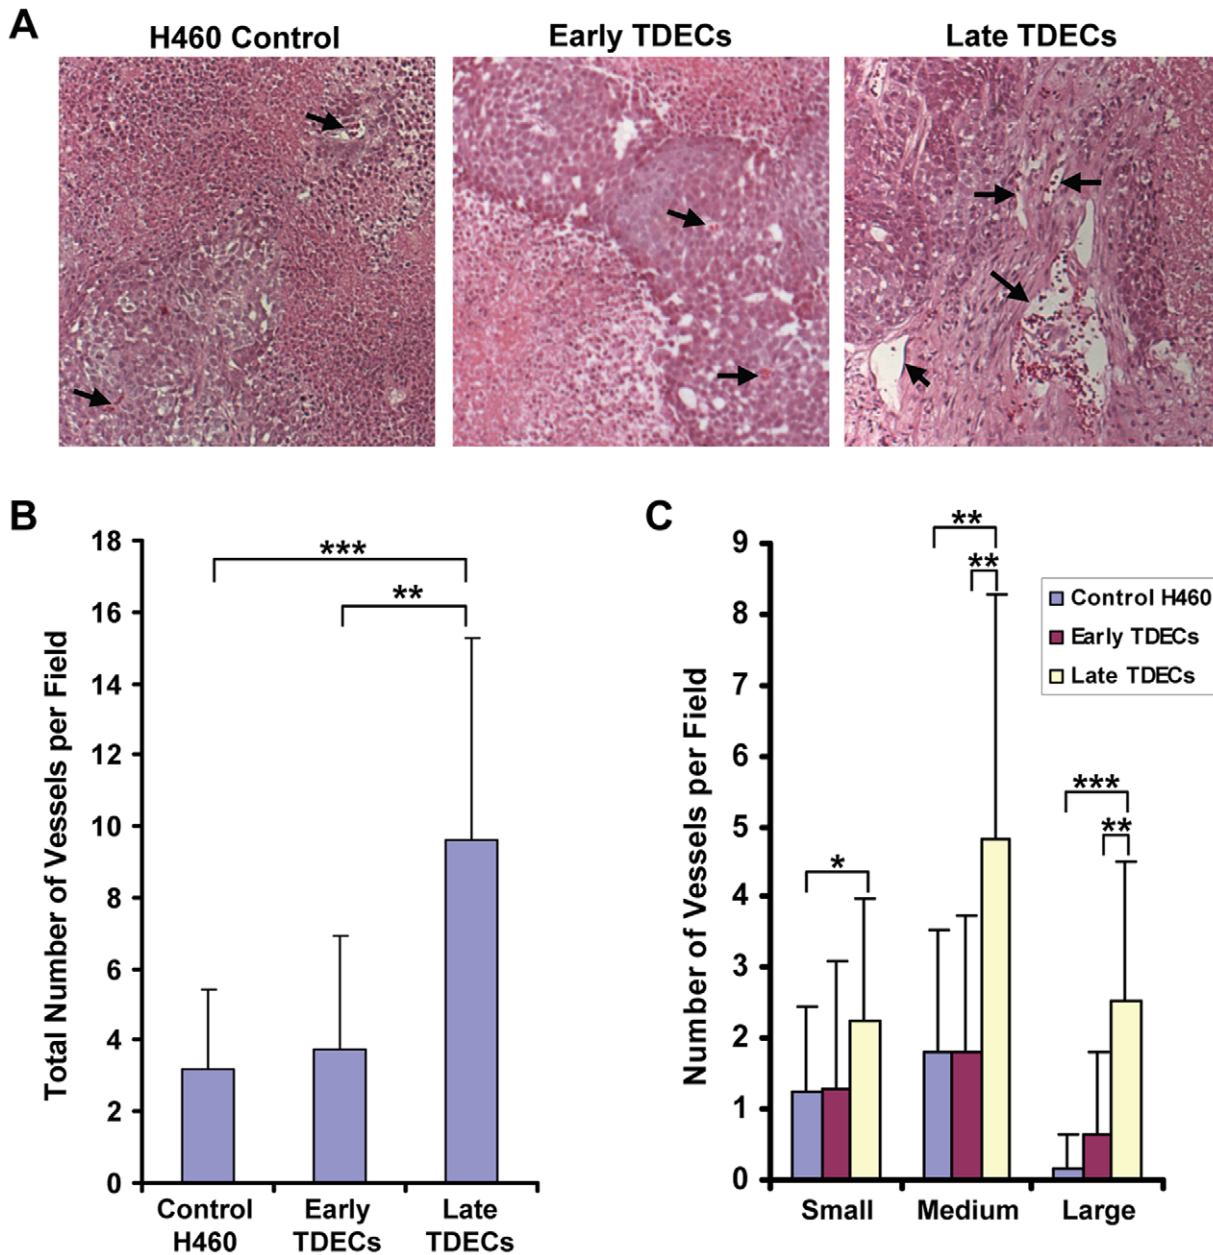 A
H460 Control
Early TDECs
Late TDECs
B
Total Number of Vessels per Field
18
16
14
12
10
8
6
4
2
0
***
**
Control
H460
Early
TDECs
Late
TDECs
C
Number of Vessels per Field
9
8
7
6
5
4
3
2
1
0
*
**
**
***
**
Small
Medium
Large
Control H460
Early TDECs
Late TDECs